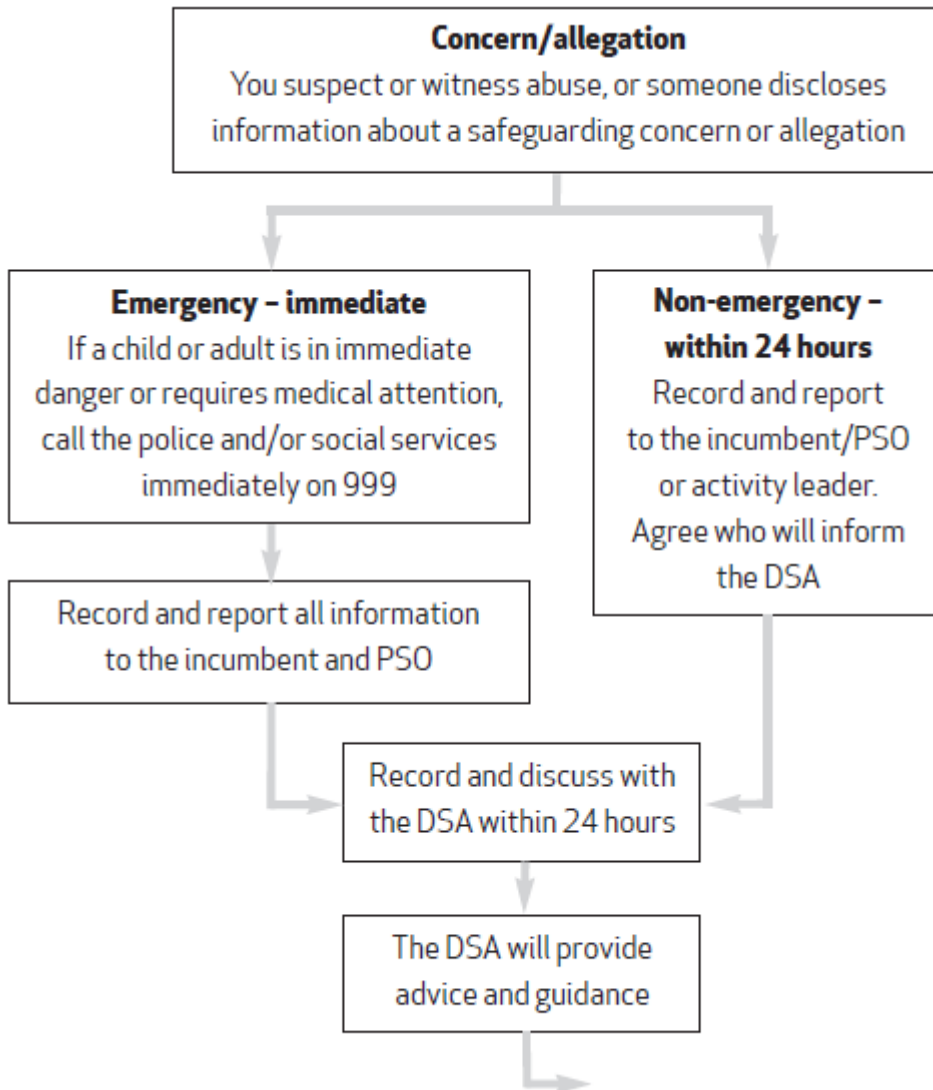 Concern/allegation
You suspect or witness abuse, or someone discloses
information about a safeguarding concern or allegation
Emergency – immediate
If a child or adult is in immediate
danger or requires medical attention,
call the police and/or social services
immediately on 999
Non-emergency –
within 24 hours
Record and report
to the incumbent/PSO
or activity leader.
Agree who will inform
the DSA
Record and report all information
to the incumbent and PSO
Record and discuss with
the DSA within 24 hours
The DSA will provide
advice and guidance